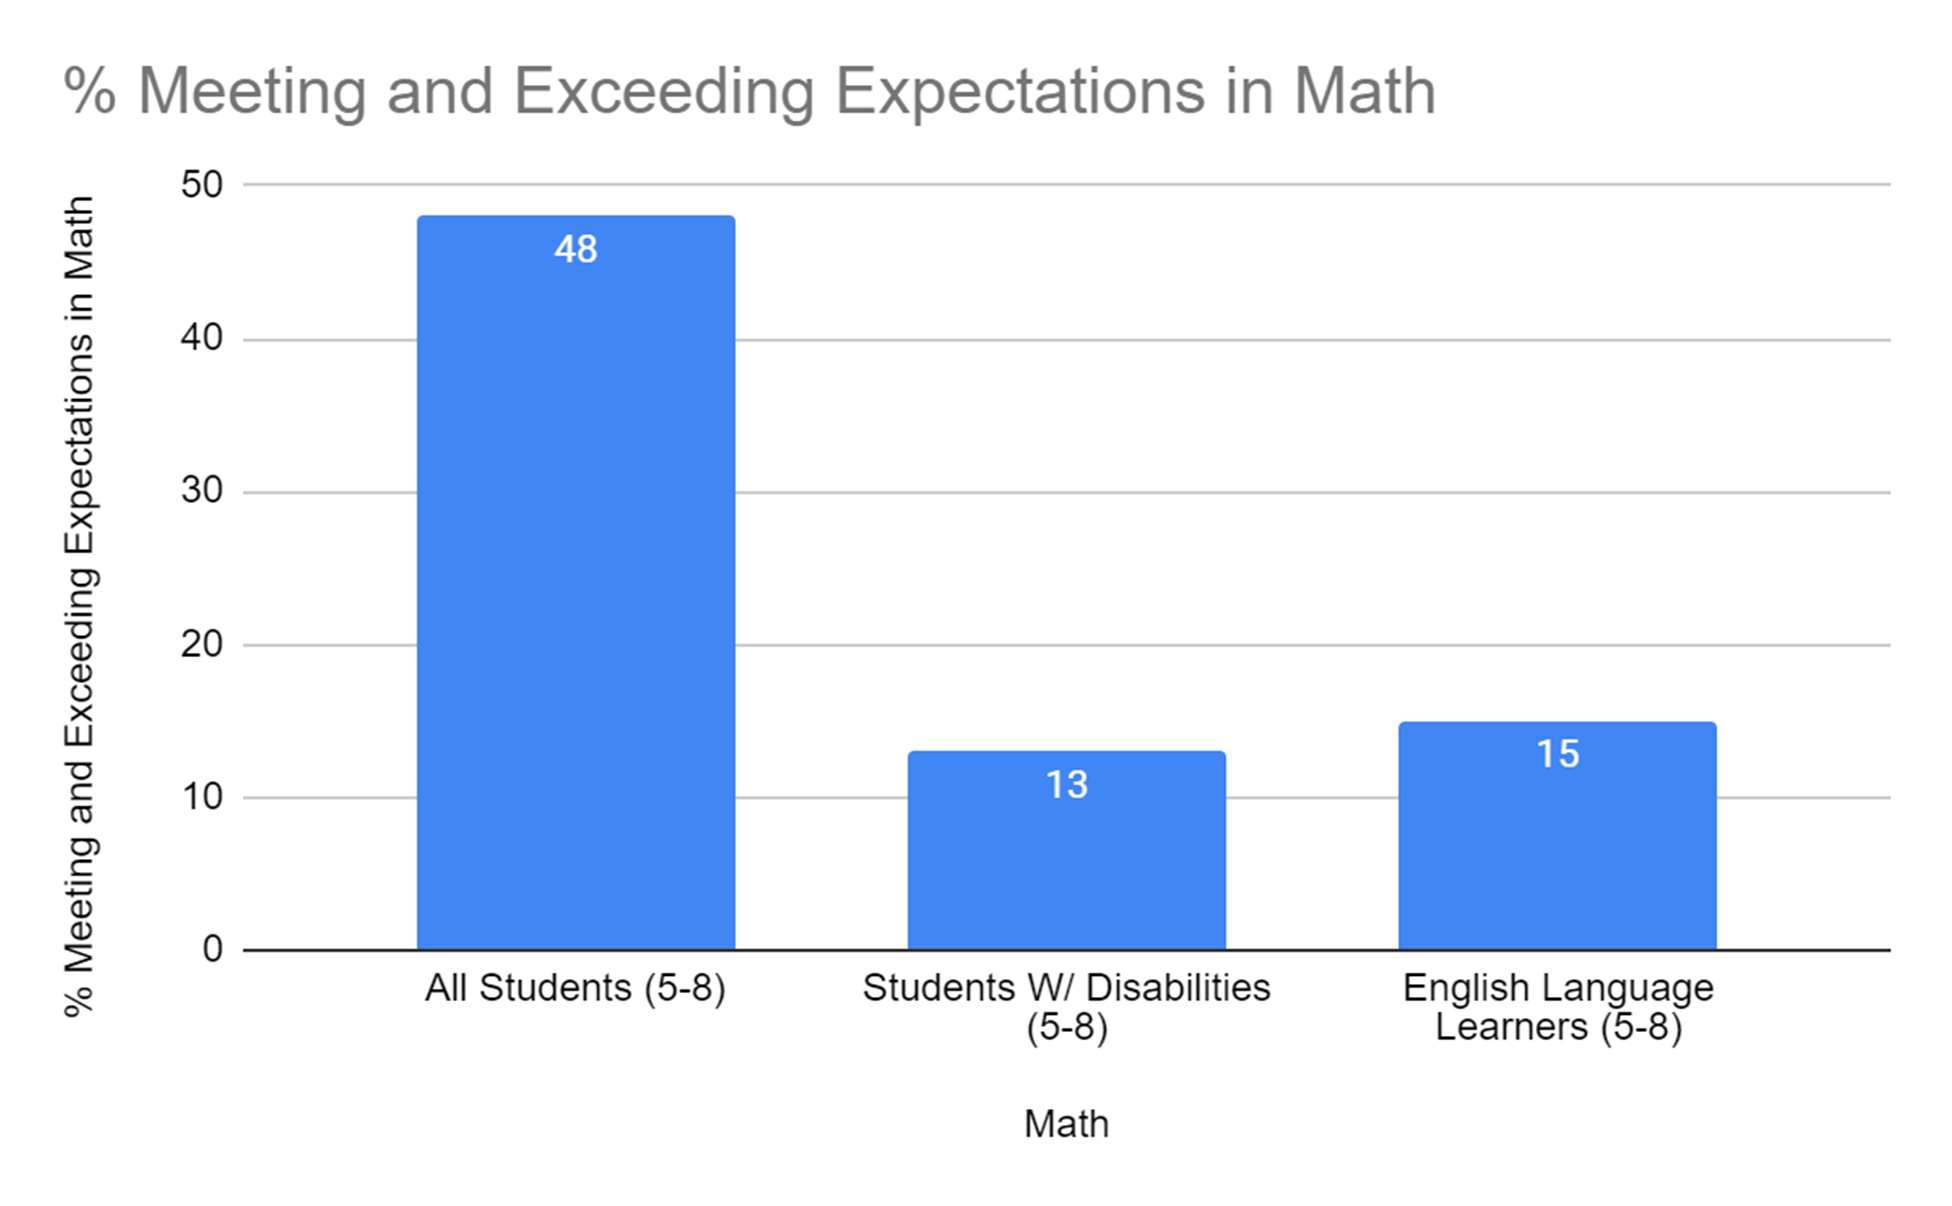 % Meeting and Exceeding Expectations in Math
% Meeting and Exceeding Expectations in Math
50
40
30
20
10
0
48
13
15
All Students (5-8)
Students W/ Disabilities
(5-8)
English Language
Learners (5-8)
Math